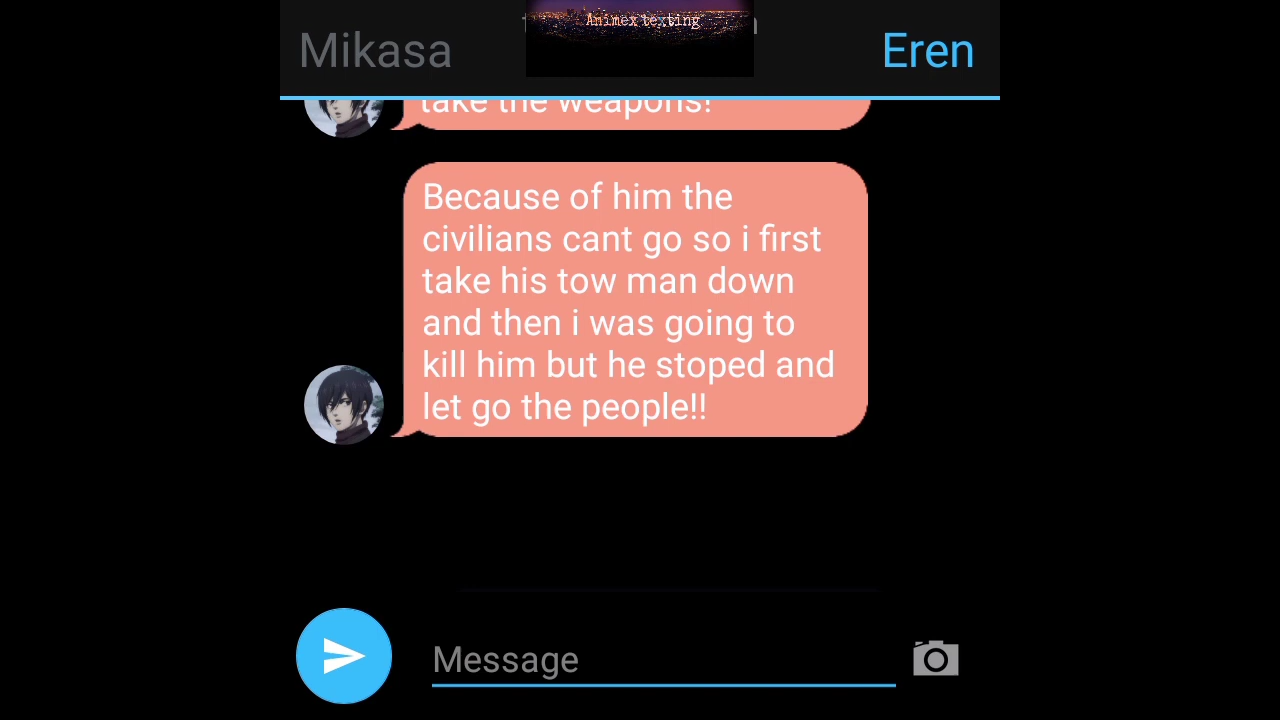 Animex texting
Mikasa
Eren
take the weapons!
Because of him the
civilians cant go so i first
take his tow man down
and then i was going to
kill him but he stoped and
let go the people!!
Message